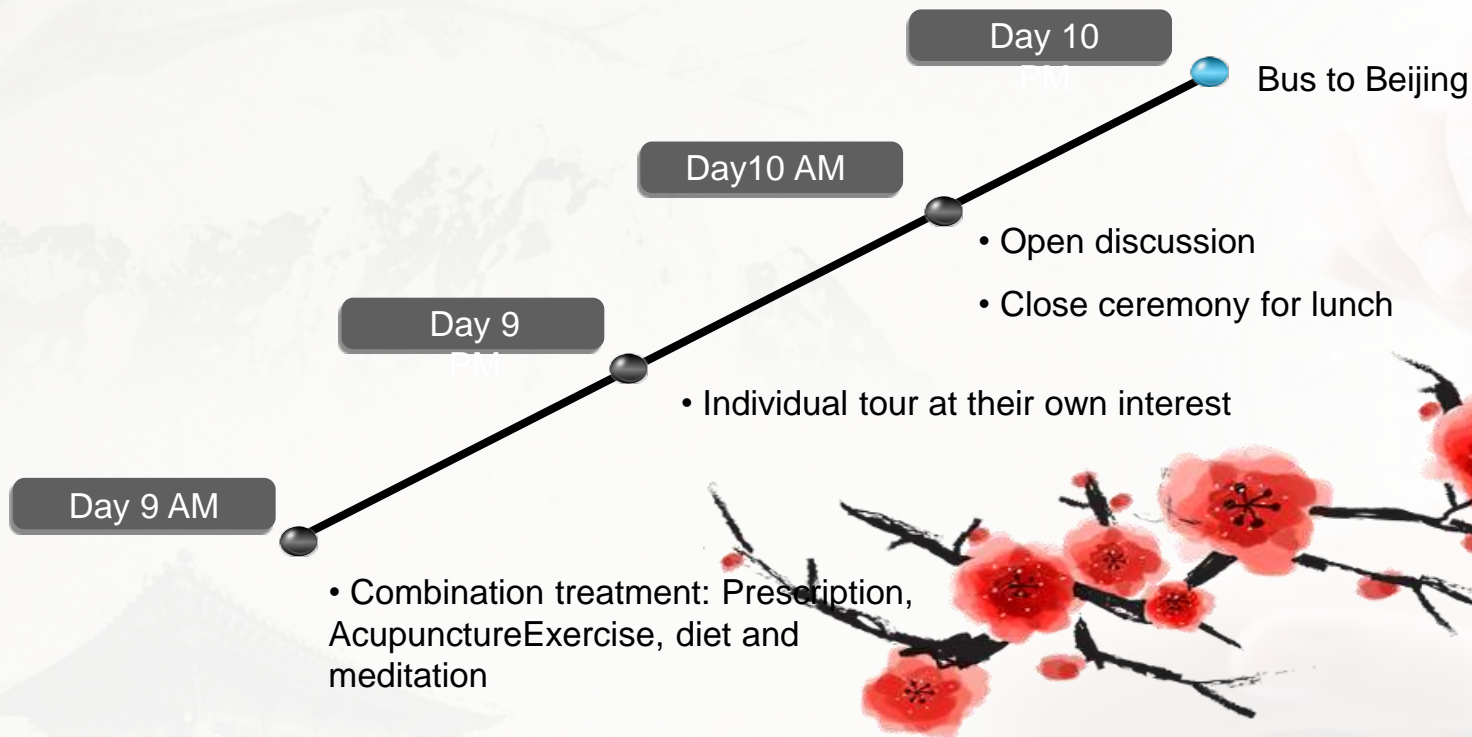 Day 10
PM
Bus to Beijing
Day10 AM
• Open discussion
• Close ceremony for lunch
Day 9
PM
• Individual tour at their own interest
Day 9 AM
• Combination treatment: Prescription,
AcupunctureExercise, diet and
meditation